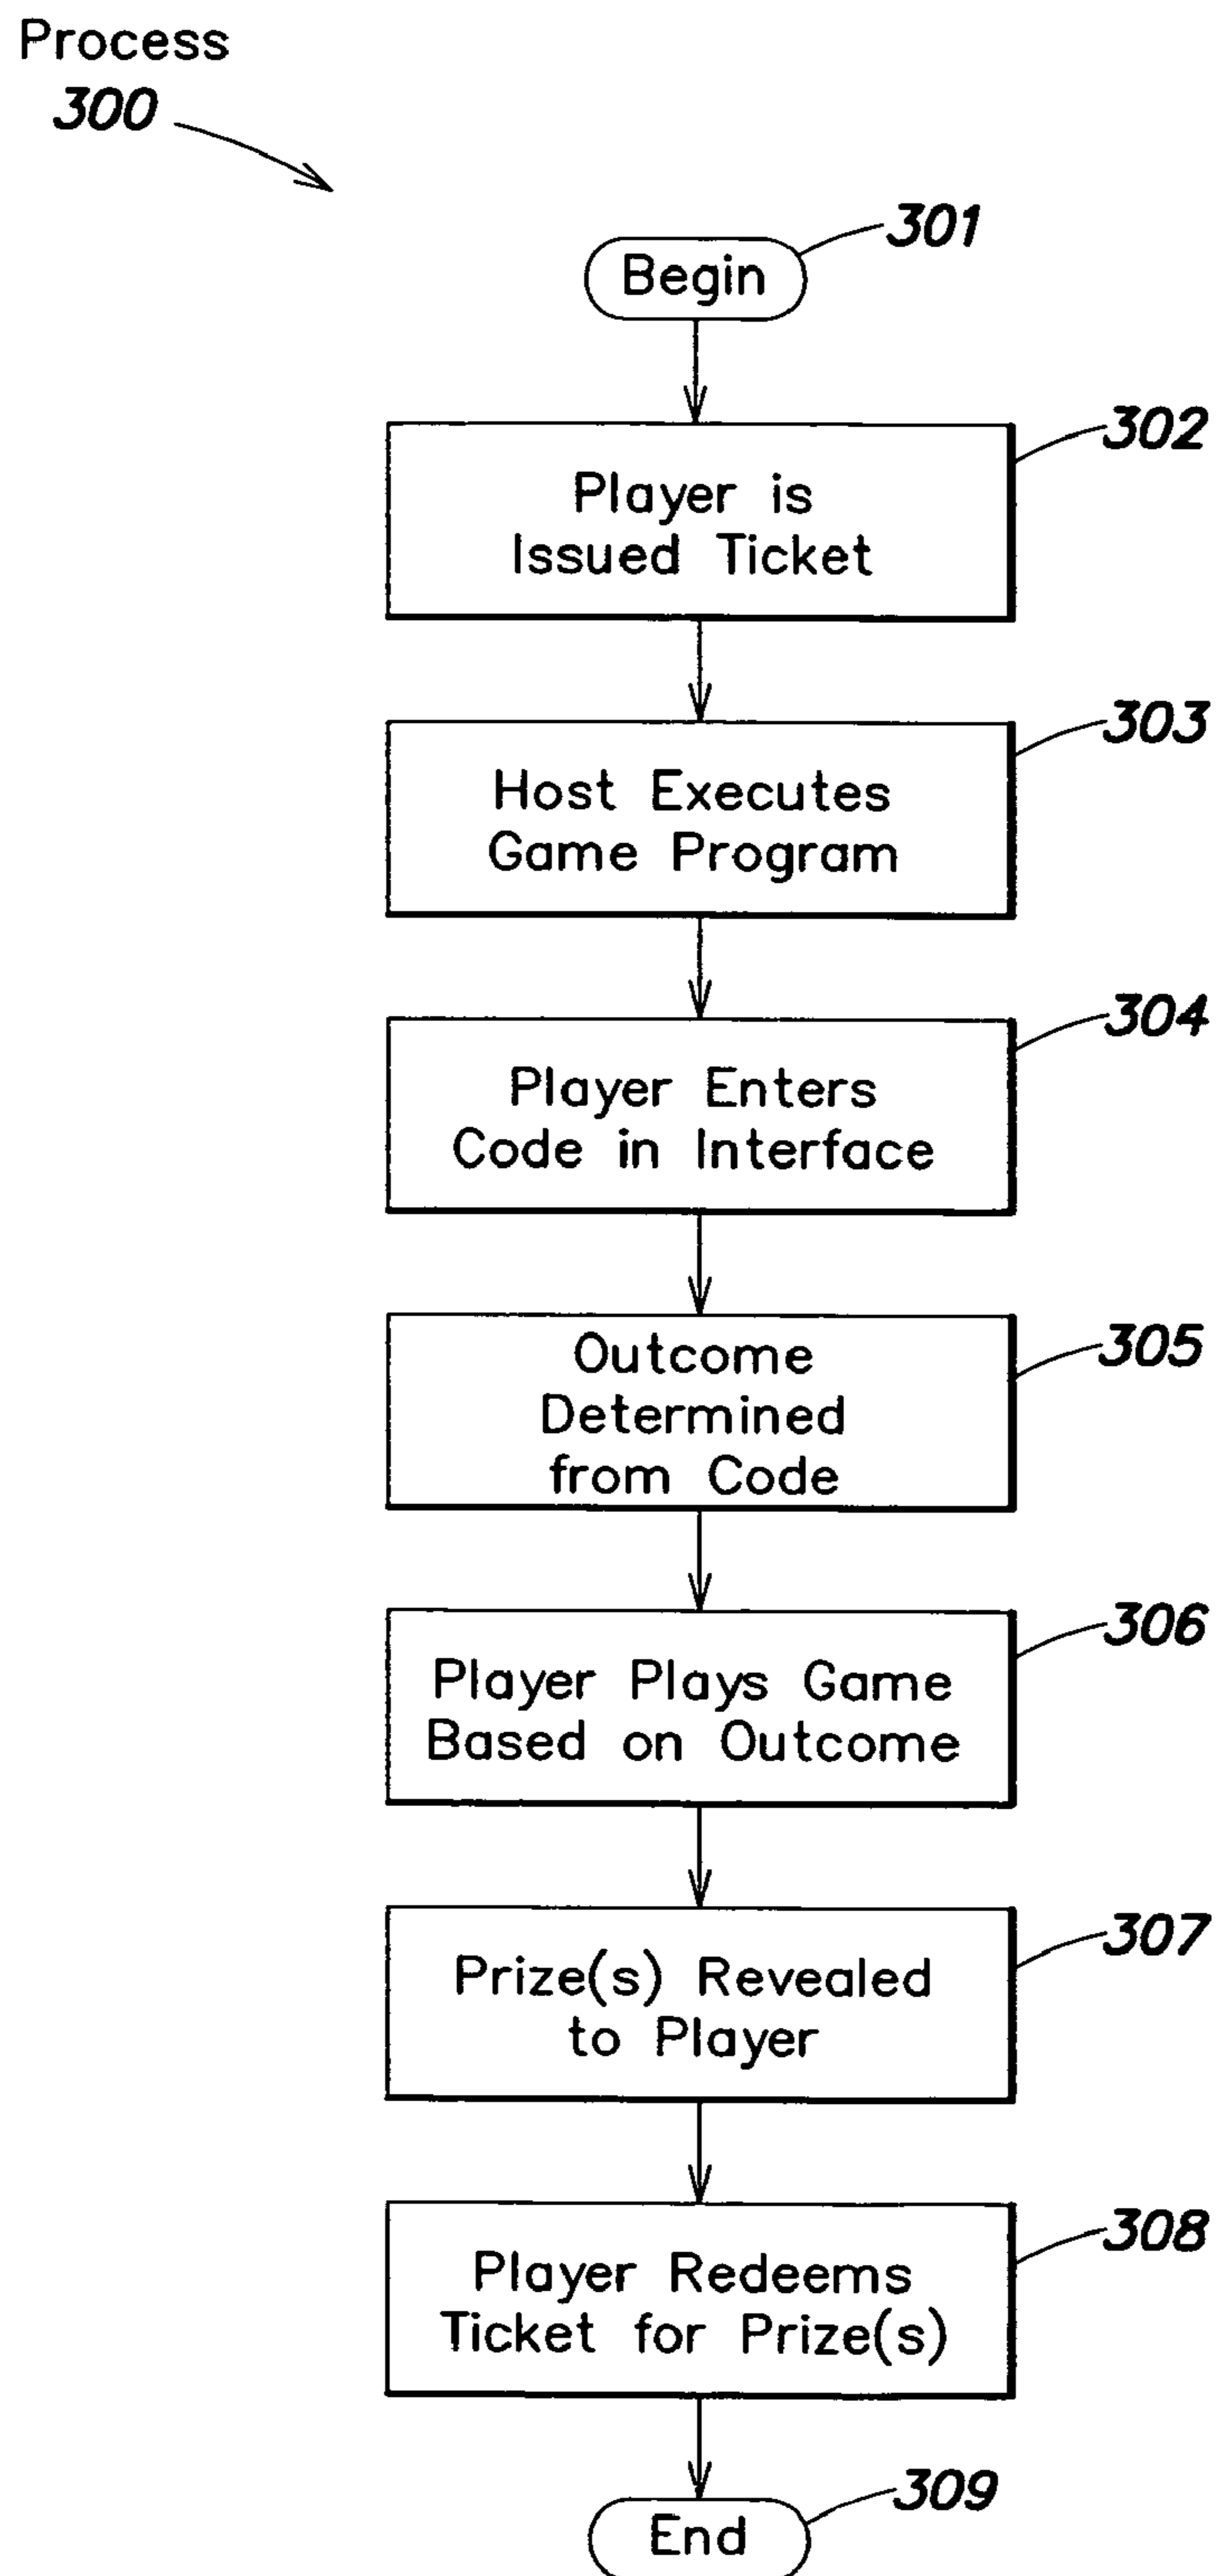 Process
300
301
Begin
302
Player is
Issued Ticket
303
Host Executes
Game Program
304
Player Enters
Code in Interface
305
Outcome
Determined
from Code
306
Player Plays Game
Based on Outcome
307
Prize(s) Revealed
to Player
308
Player Redeems
Ticket for Prize(s)
309
End